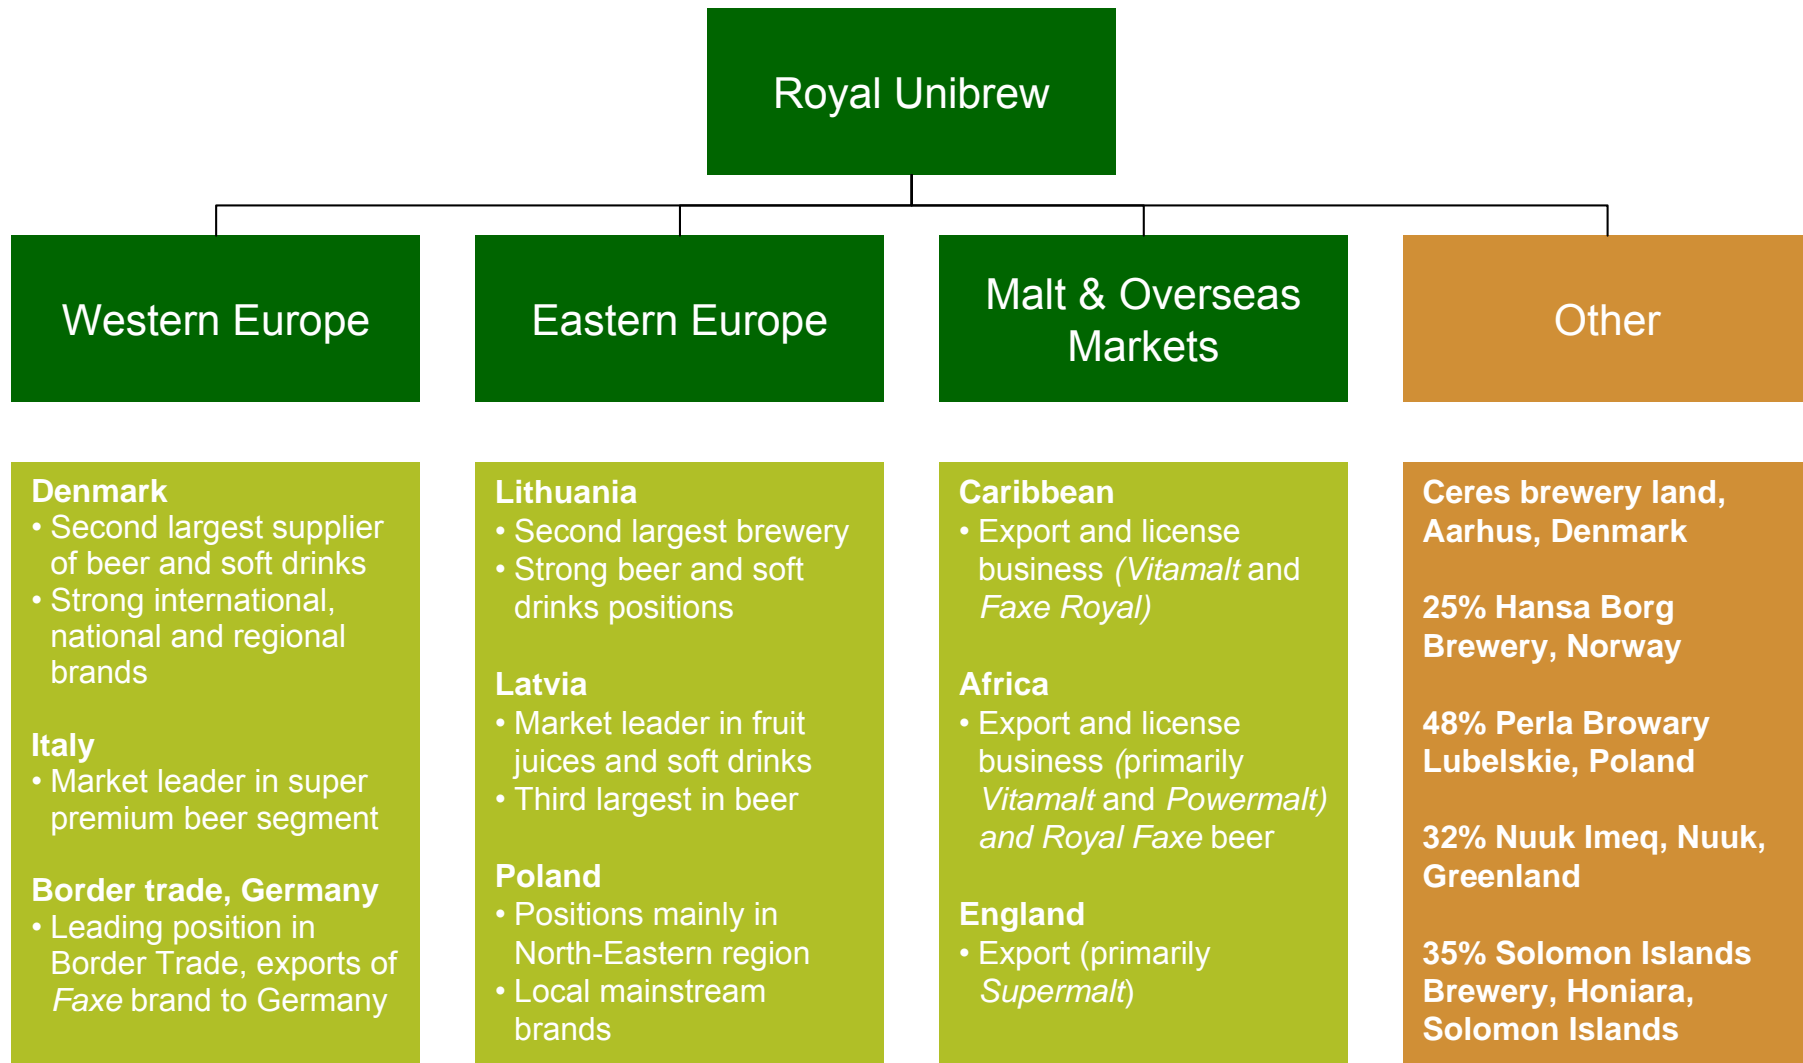 Royal Unibrew
Western Europe
Eastern Europe
Malt & Overseas
Markets
Other
Denmark
• Second largest supplier
of beer and soft drinks
• Strong international,
national and regional
brands
Italy
• Market leader in super
premium beer segment
Border trade, Germany
• Leading position in
Border Trade, exports of
Faxe brand to Germany
Lithuania
• Second largest brewery
• Strong beer and soft
drinks positions
Latvia
• Market leader in fruit
juices and soft drinks
• Third largest in beer
Poland
• Positions mainly in
North-Eastern region
• Local mainstream
brands
Caribbean
• Export and license
business (Vitamalt and
Faxe Royal)
Africa
• Export and license
business (primarily
Vitamalt and Powermalt)
and Royal Faxe beer
England
• Export (primarily
Supermalt)
Ceres brewery land,
Aarhus, Denmark
25% Hansa Borg
Brewery, Norway
48% Perla Browary
Lubelskie, Poland
32% Nuuk Imeq, Nuuk,
Greenland
35% Solomon Islands
Brewery, Honiara,
Solomon Islands